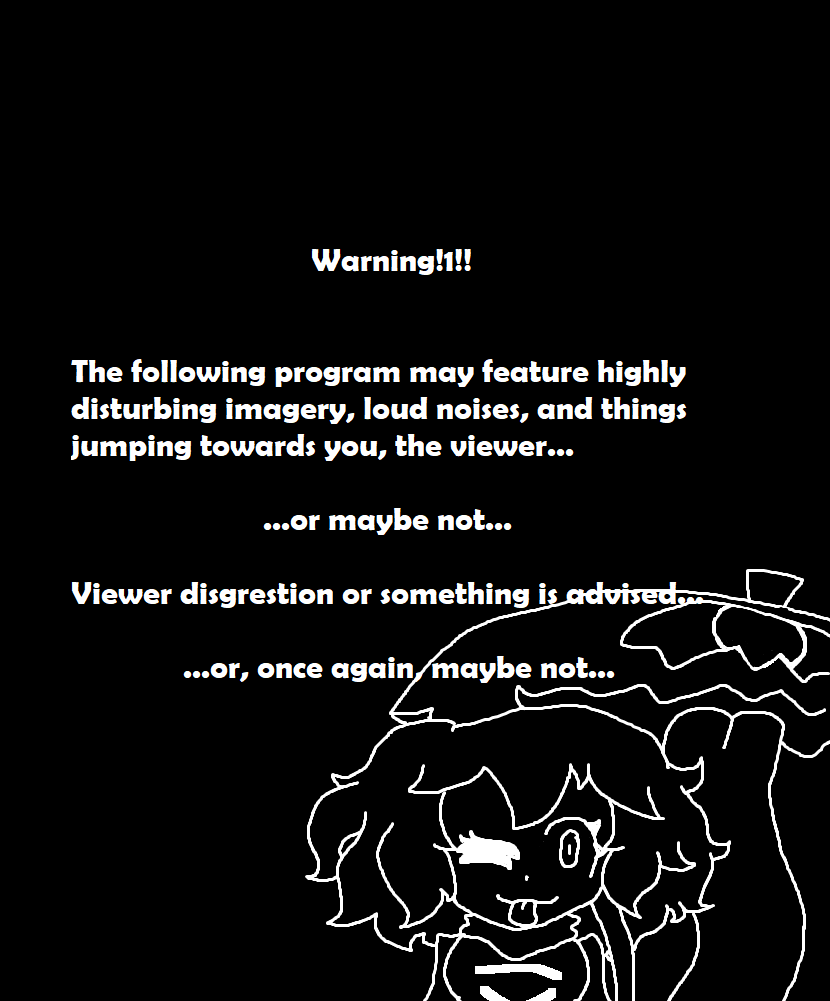 Warning!1!!
The following program may feature highly
disturbing imagery, loud noises, and things
jumping towards you, the viewer...
...or maybe not...
Viewer disgrestion or something is advised...
...or, once again, maybe not...